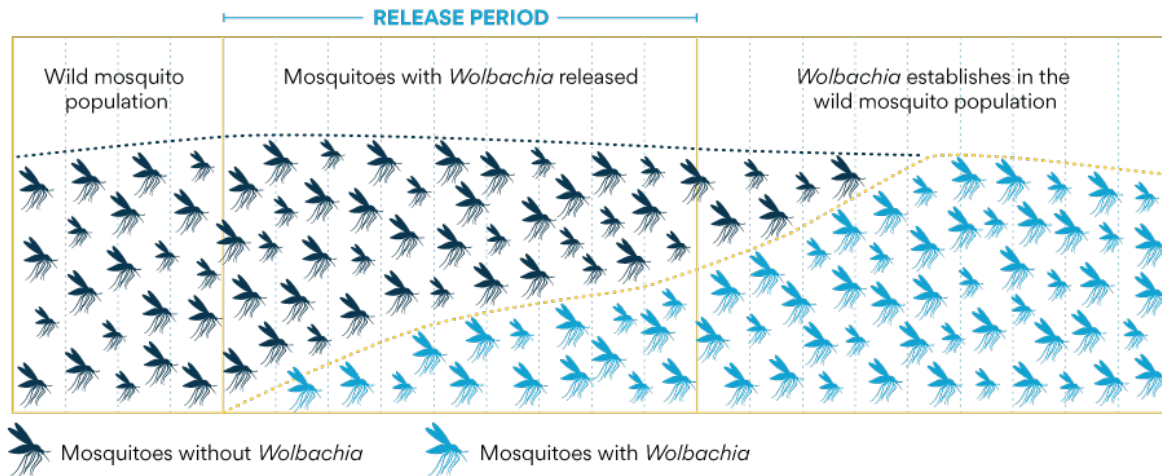 RELEASE PERIOD
Wild mosquito
population
Mosquitoes with Wolbachia released
Wolbachia establishes in the
wild mosquito population
Mosquitoes without Wolbachia
Mosquitoes with Wolbachia